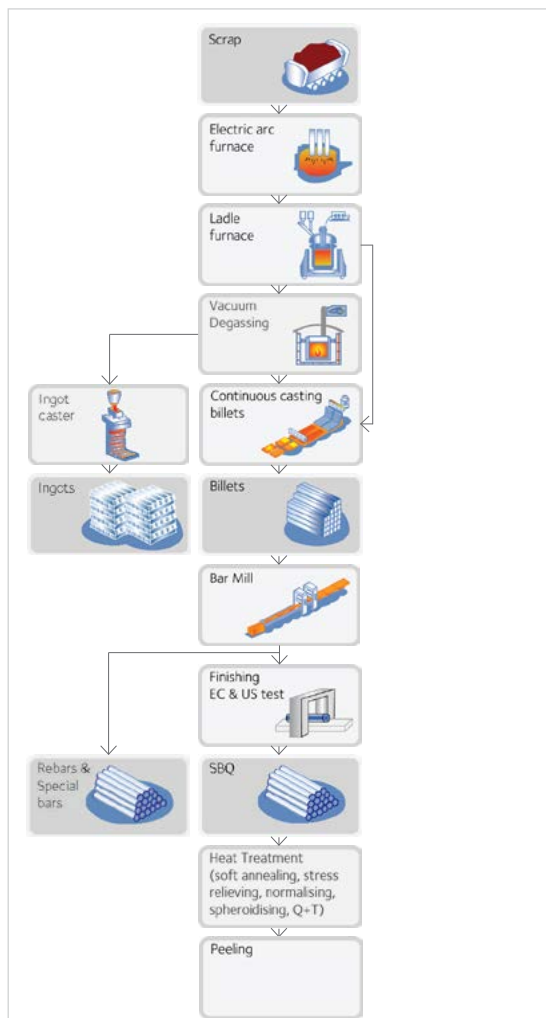 Scrap
Electric arc
furnace
Ladle
furnace
Vacuum
Degassing
Ingot
caster
Continuous casting
billets
Ingots
Billets
Bar Mill
Finishing
EC & US test
Rebars &
Special
bars
SBQ
Heat Treatment
(soft annealing, stress
relieving, normalising,
spheroidising, Q+T)
Peeling